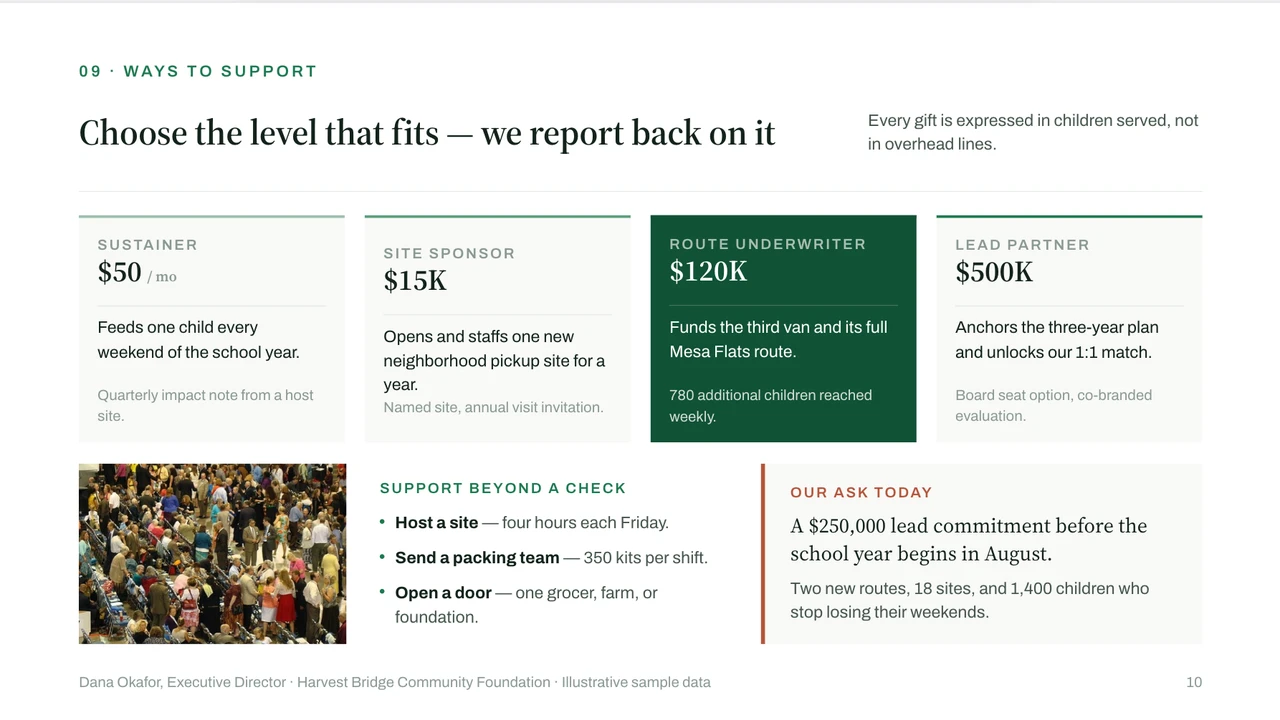 09 · WAYS TO SUPPORT
Choose the level that fits — we report back on it
Every gift is expressed in children served, not
in overhead lines.
SUSTAINER
$50 / mo
Feeds one child every
weekend of the school year.
Quarterly impact note from a host
site.
SITE SPONSOR
$15K
Opens and staffs one new
neighborhood pickup site for a
year.
Named site, annual visit invitation.
ROUTE UNDERWRITER
$120K
Funds the third van and its full
Mesa Flats route.
780 additional children reached
weekly.
LEAD PARTNER
$500K
Anchors the three-year plan
and unlocks our 1:1 match.
Board seat option, co-branded
evaluation.
SUPPORT BEYOND A CHECK
• Host a site — four hours each Friday.
• Send a packing team — 350 kits per shift.
• Open a door — one grocer, farm, or
foundation.
OUR ASK TODAY
A $250,000 lead commitment before the
school year begins in August.
Two new routes, 18 sites, and 1,400 children who
stop losing their weekends.
Dana Okafor, Executive Director · Harvest Bridge Community Foundation · Illustrative sample data
10